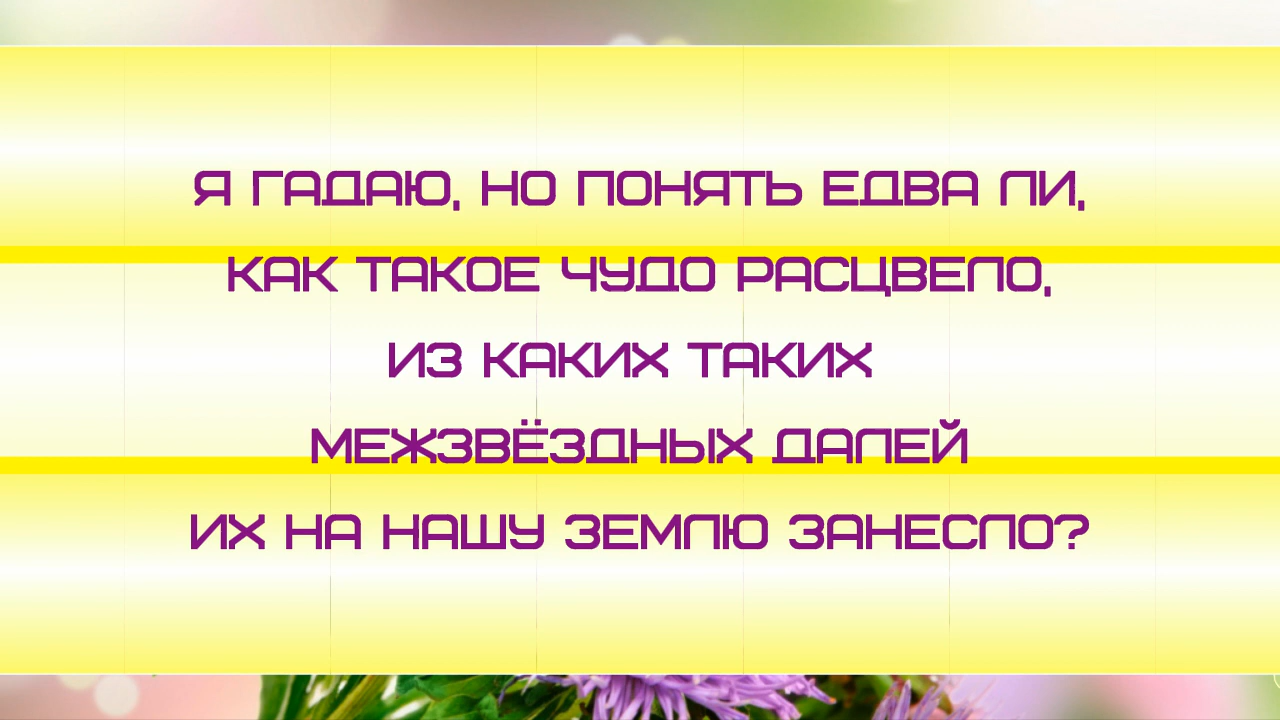 Я ГАДАЮ, НО ПОНЯТЬ ЕДВА ЛИ,
КАК ТАКОЕ ЧУДО РАСЦВЕЛО,
ИЗ КАКИХ ТАКИХ
МЕЖЗВЁЗДНЫХ ДАЛЕЙ
ИХ НА НАШУ ЗЕМЛЮ ЗАНЕСЛО?